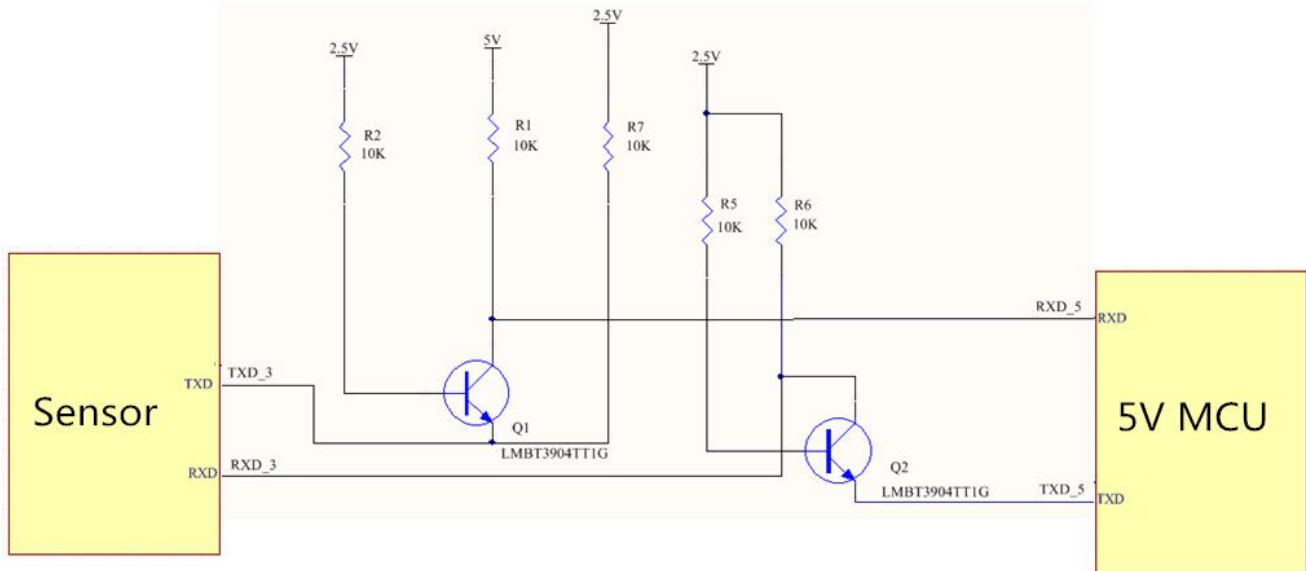 2.5V
2.5V
5V
2.5V
R2
10K
R1
10K
R7
10K
R5
10K
R6
10K
RXD_5
RXD
TXD
TXD_3
Sensor
5V MCU
Q1
LMBT3904TT1G
RXD
RXD_3
Q2
LMBT3904TT1G
TXD_5
TXD